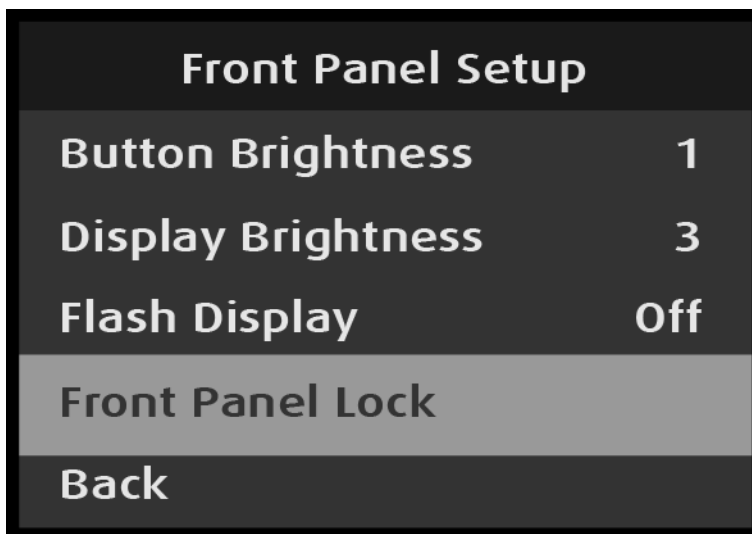 Front Panel Setup
Button Brightness 1
Display Brightness 3
Flash Display Off
Front Panel Lock
Back